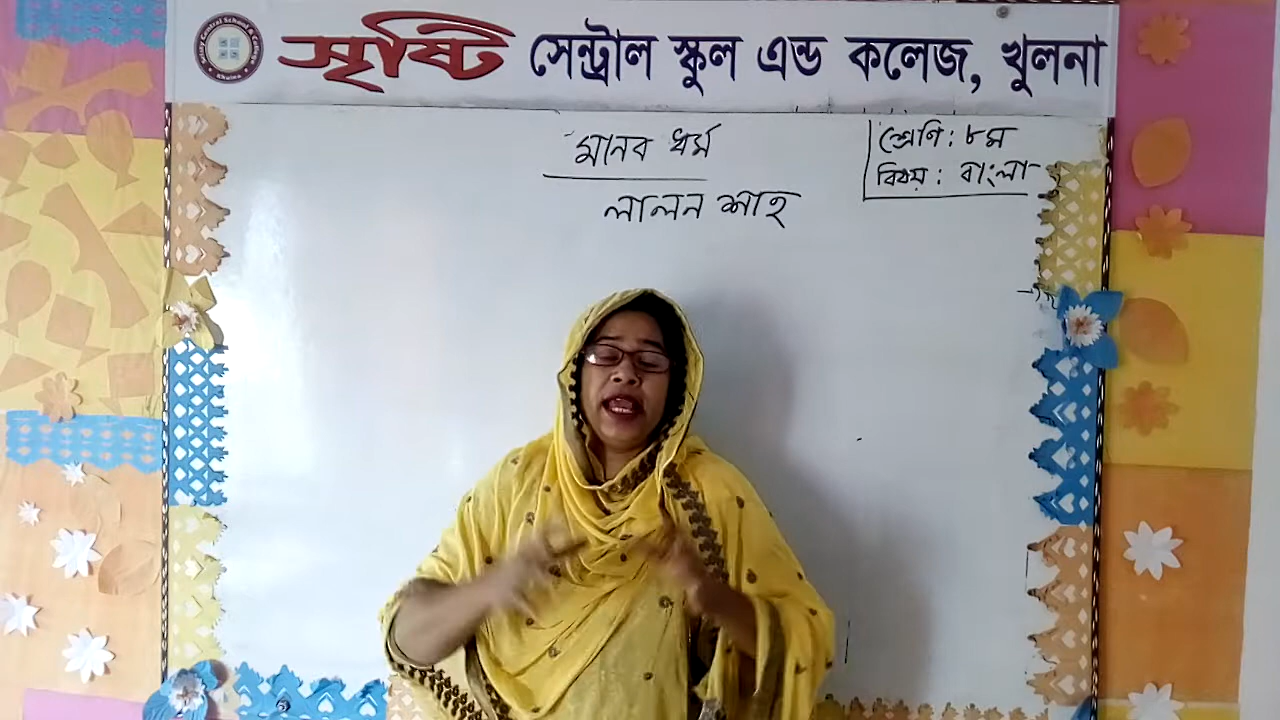 সৃষ্টি সেন্ট্রাল স্কুল এন্ড কলেজ, খুলনা
মানব ধর্ম
লালন শাহ
শ্রেণি : ৮ম
বিষয় : বাংলা